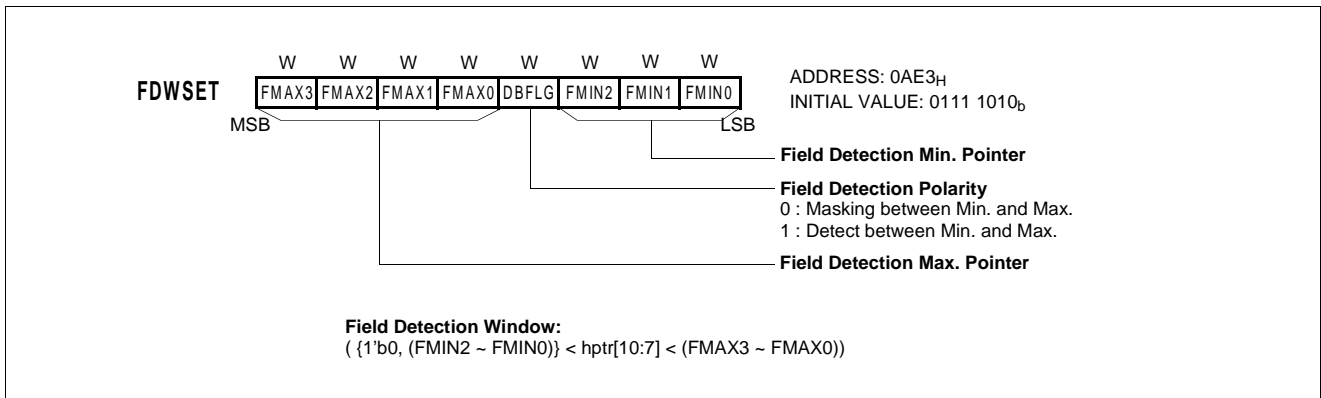 W W W W W W W W
FDWSET FMAX3 FMAX2 FMAX1 FMAX0 DBFLG FMIN2 FMIN1 FMIN0
ADDRESS: 0AE3H
INITIAL VALUE: 0111 1010b
MSB LSB
Field Detection Min. Pointer
Field Detection Polarity
0 : Masking between Min. and Max.
1 : Detect between Min. and Max.
Field Detection Max. Pointer
Field Detection Window:
( {1'b0, (FMIN2 ~ FMIN0)} < hptr[10:7] < (FMAX3 ~ FMAX0))